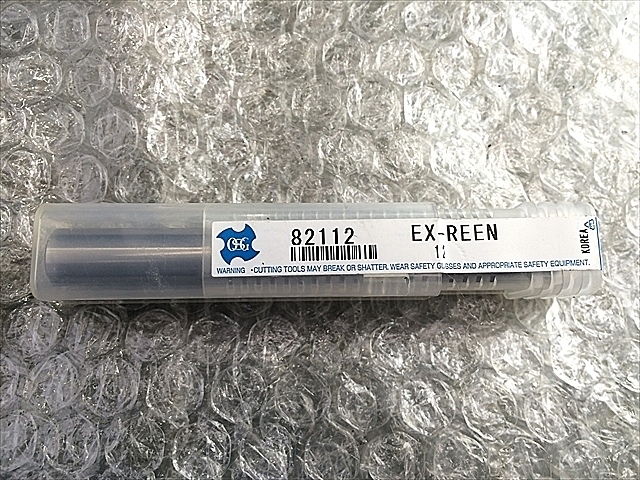 OSG
82112 EX-REEN
12
KOREA
WARNING • CUTTING TOOLS MAY BREAK OR SHATTER. WEAR SAFETY GLASSES AND APPROPRIATE SAFETY EQUIPMENT.